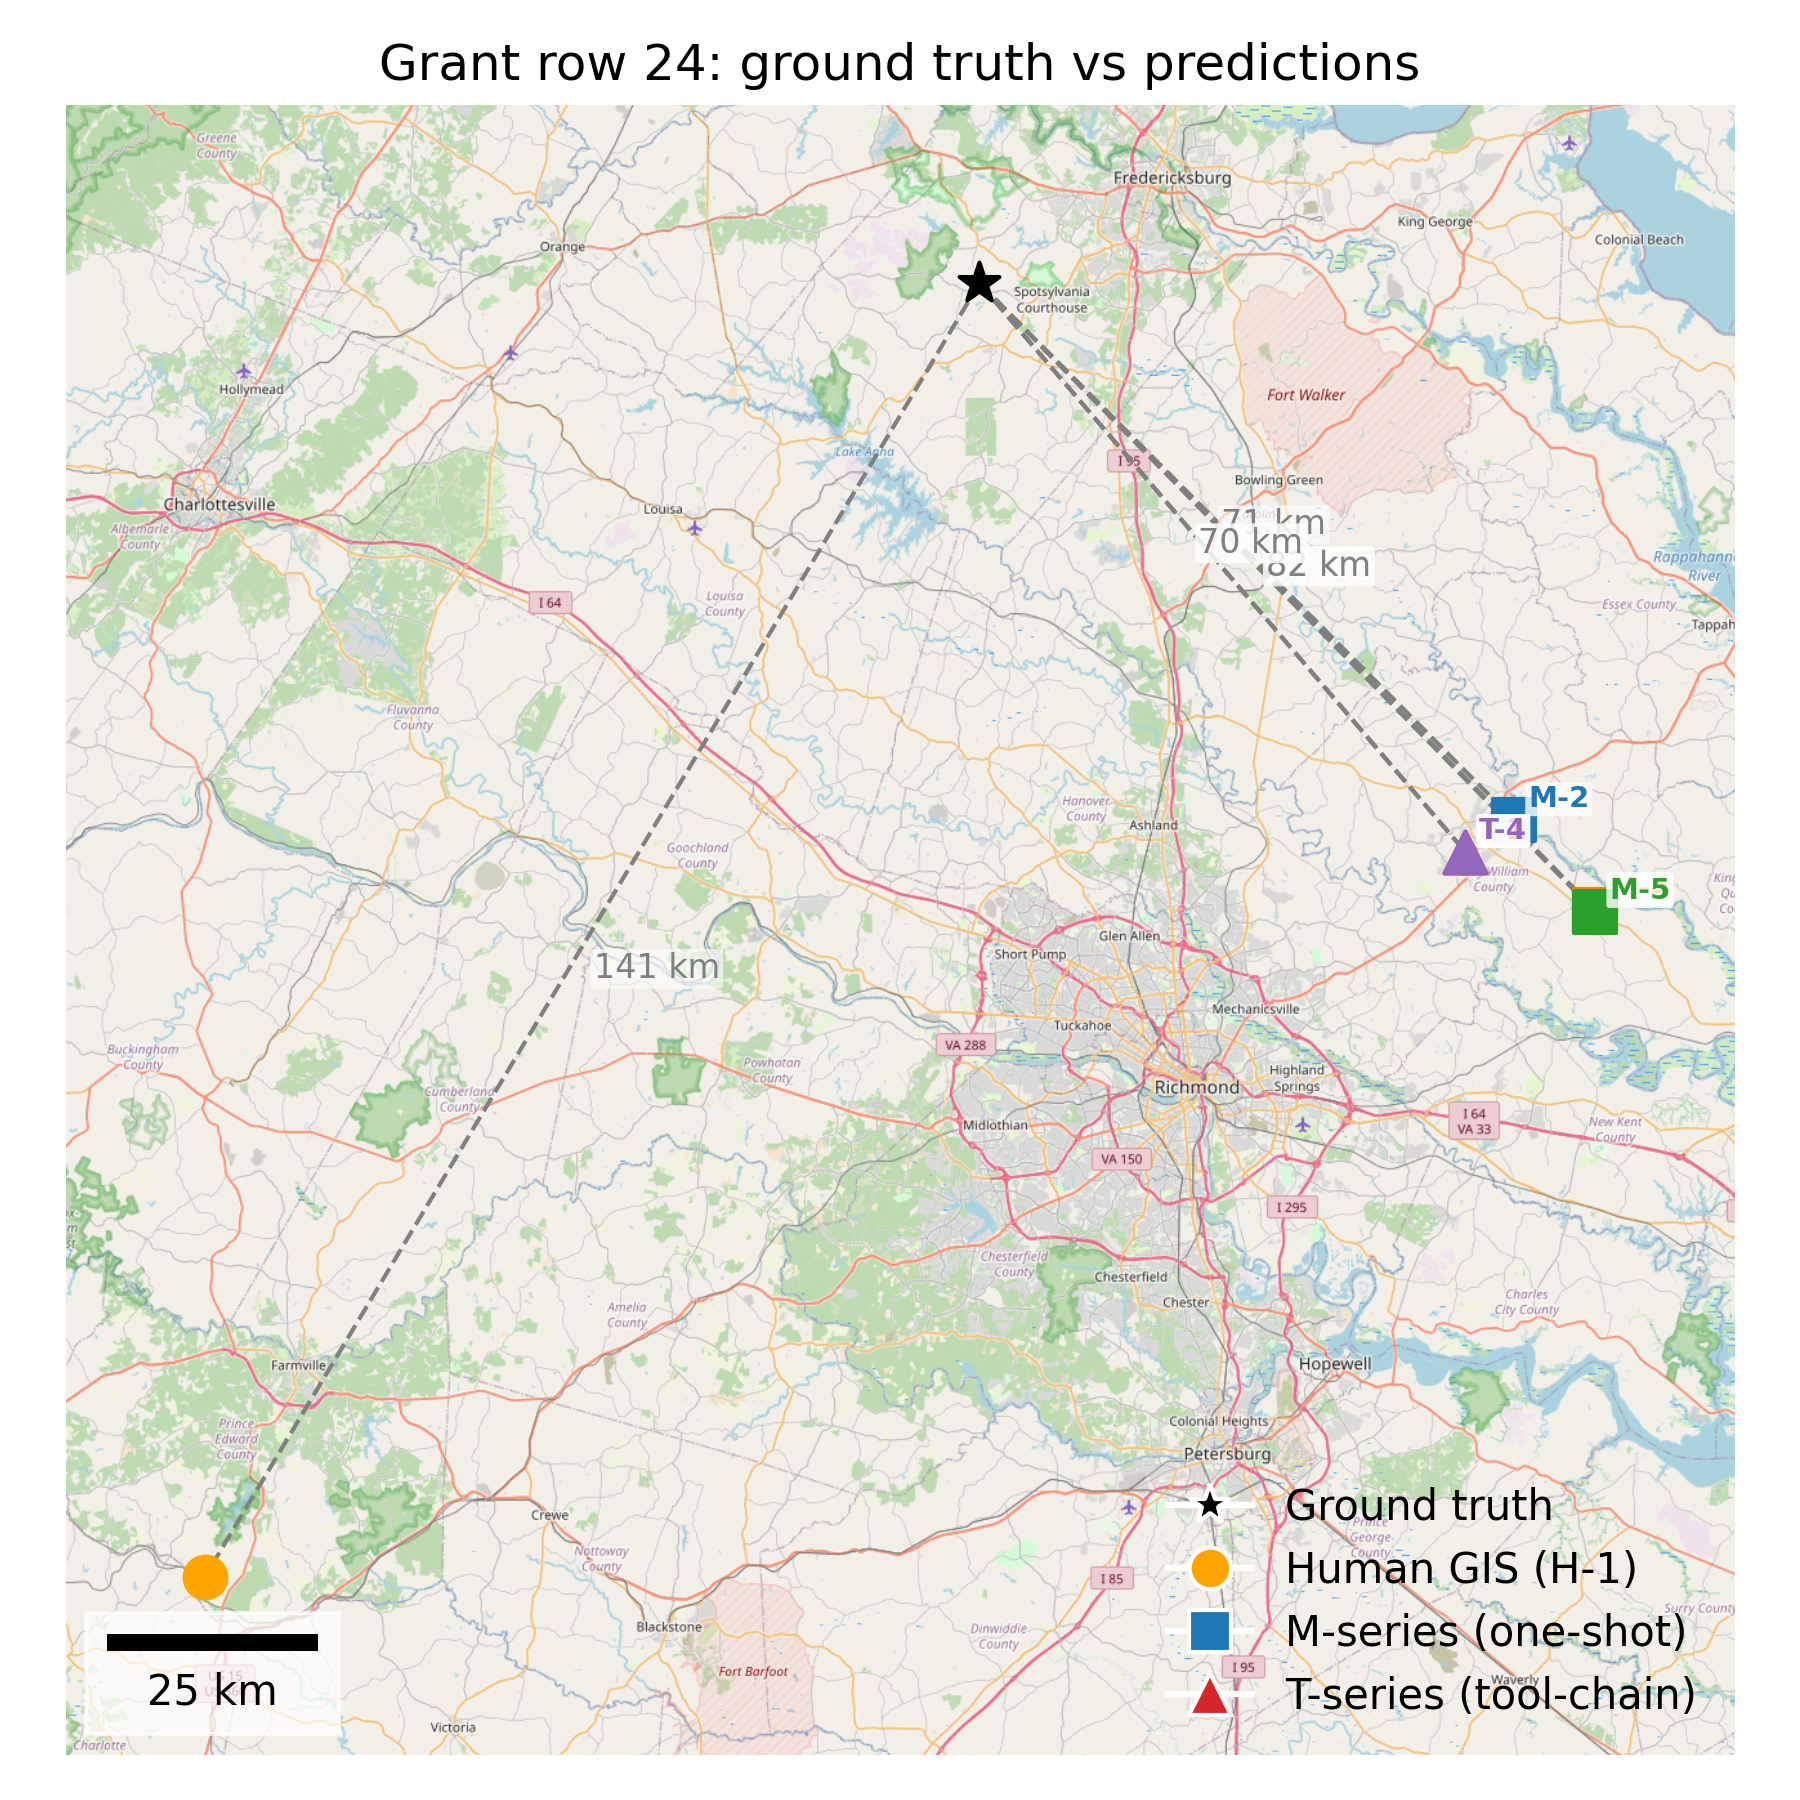 Grant row 24: ground truth vs predictions
Greene
County
Fredericksburg
King George
Colonial Beach
Orange
Spotsylvania
Courthouse
Hollymead
Fort Walker
Lake Anna
I 95
Bowling Green
Charlottesville
Louisa
Albemarle
County
71 km
70 km
82 km
Rappahann
River
I 64
Louisa
County
Essex County
Tappah
Fluvanna
County
M-2
Hanover
County
Ashland
T-4
Goochland
County
William
County
M-5
King
Qu
Co
Glen Allen
Short Pump
141 km
Mechanicsville
Tuckahoe
VA 288
Buckingham
County
Powhatan
County
Cumberland
County
Highland
Springs
Richmond
Midlothian
I 64
VA 33
New Kent
County
VA 150
I 295
Chesterfield
County
Chesterfield
Chester
Charles
City County
Amelia
County
Farmville
Hopewell
Prince
Edward
County
Colonial Heights
Petersburg
Crewe
Ground truth
Prince
George
County
Nottoway
County
Human GIS (H-1)
I 85
Surry County
Blackstone
Dinwiddie
County
M-series (one-shot)
Fort Barfoot
I 95
Waverly
25 km
T-series (tool-chain)
Victoria
Charlotte